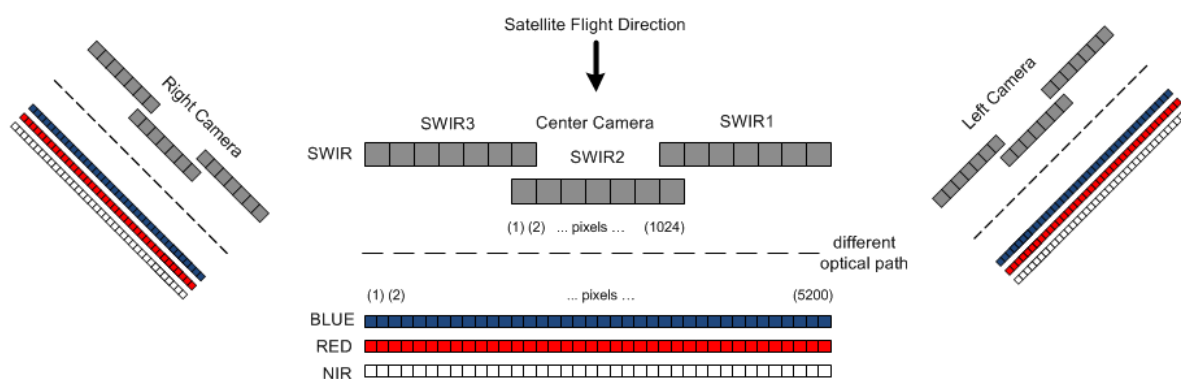 Satellite Flight Direction
Right Camera
Left Camera
SWIR3
Center Camera
SWIR1
SWIR
SWIR2
(1) (2) ... pixels ... (1024)
different
optical path
(1) (2) ... pixels ... (5200)
BLUE
RED
NIR